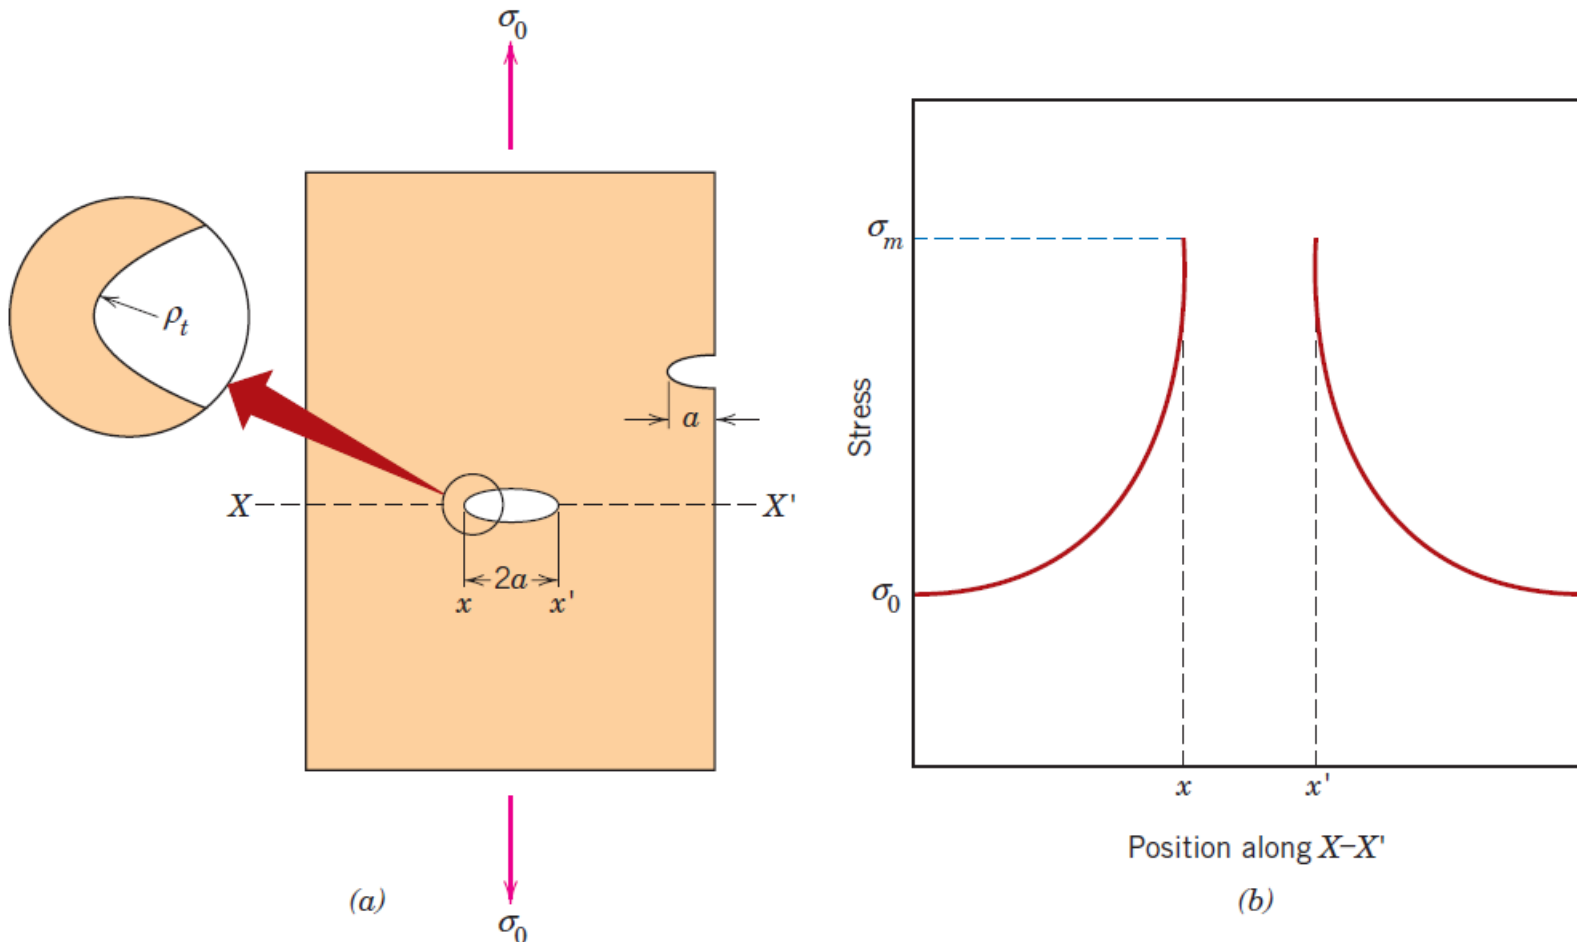 σ₀
ρₜ
a
X
X'
2a
x
x'
σ₀
(a)
σₘ
σ₀
Stress
x
x'
Position along X–X'
(b)